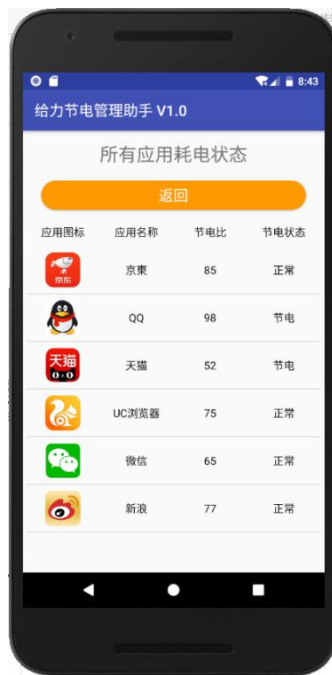 8:43
给力节电管理助手 V1.0
所有应用耗电状态
返回
应用图标 应用名称 节电比 节电状态
京东 京東 85 正常
QQ 98 节电
天猫 天猫 52 节电
UC浏览器 75 正常
微信 65 正常
新浪 77 正常